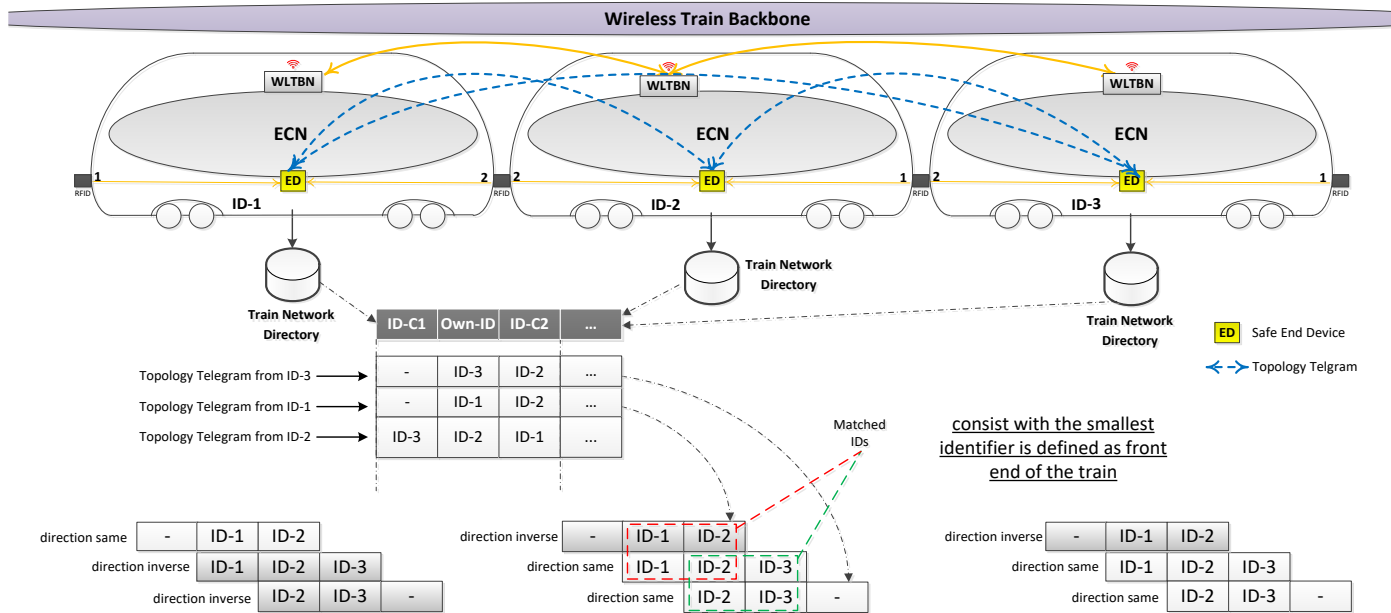 Wireless Train Backbone
WLTBN
WLTBN
WLTBN
ECN
ECN
ECN
RFID
1
ED
2
RFID
2
ED
1
RFID
2
ED
1
RFID
ID-1
ID-2
ID-3
Train Network
Directory
Train Network
Directory
Train Network
Directory
ED Safe End Device
Topology Telgram
ID-C1 Own-ID ID-C2 ...
Topology Telegram from ID-3 - ID-3 ID-2 ...
Topology Telegram from ID-1 - ID-1 ID-2 ...
Topology Telegram from ID-2 ID-3 ID-2 ID-1 ...
Matched
IDs
consist with the smallest
identifier is defined as front
end of the train
direction same - ID-1 ID-2
direction inverse ID-1 ID-2 ID-3
direction inverse ID-2 ID-3 -
direction inverse - ID-1 ID-2
direction same ID-1 ID-2 ID-3
direction same ID-2 ID-3 -
direction inverse - ID-1 ID-2
direction same ID-1 ID-2 ID-3
direction same ID-2 ID-3 -